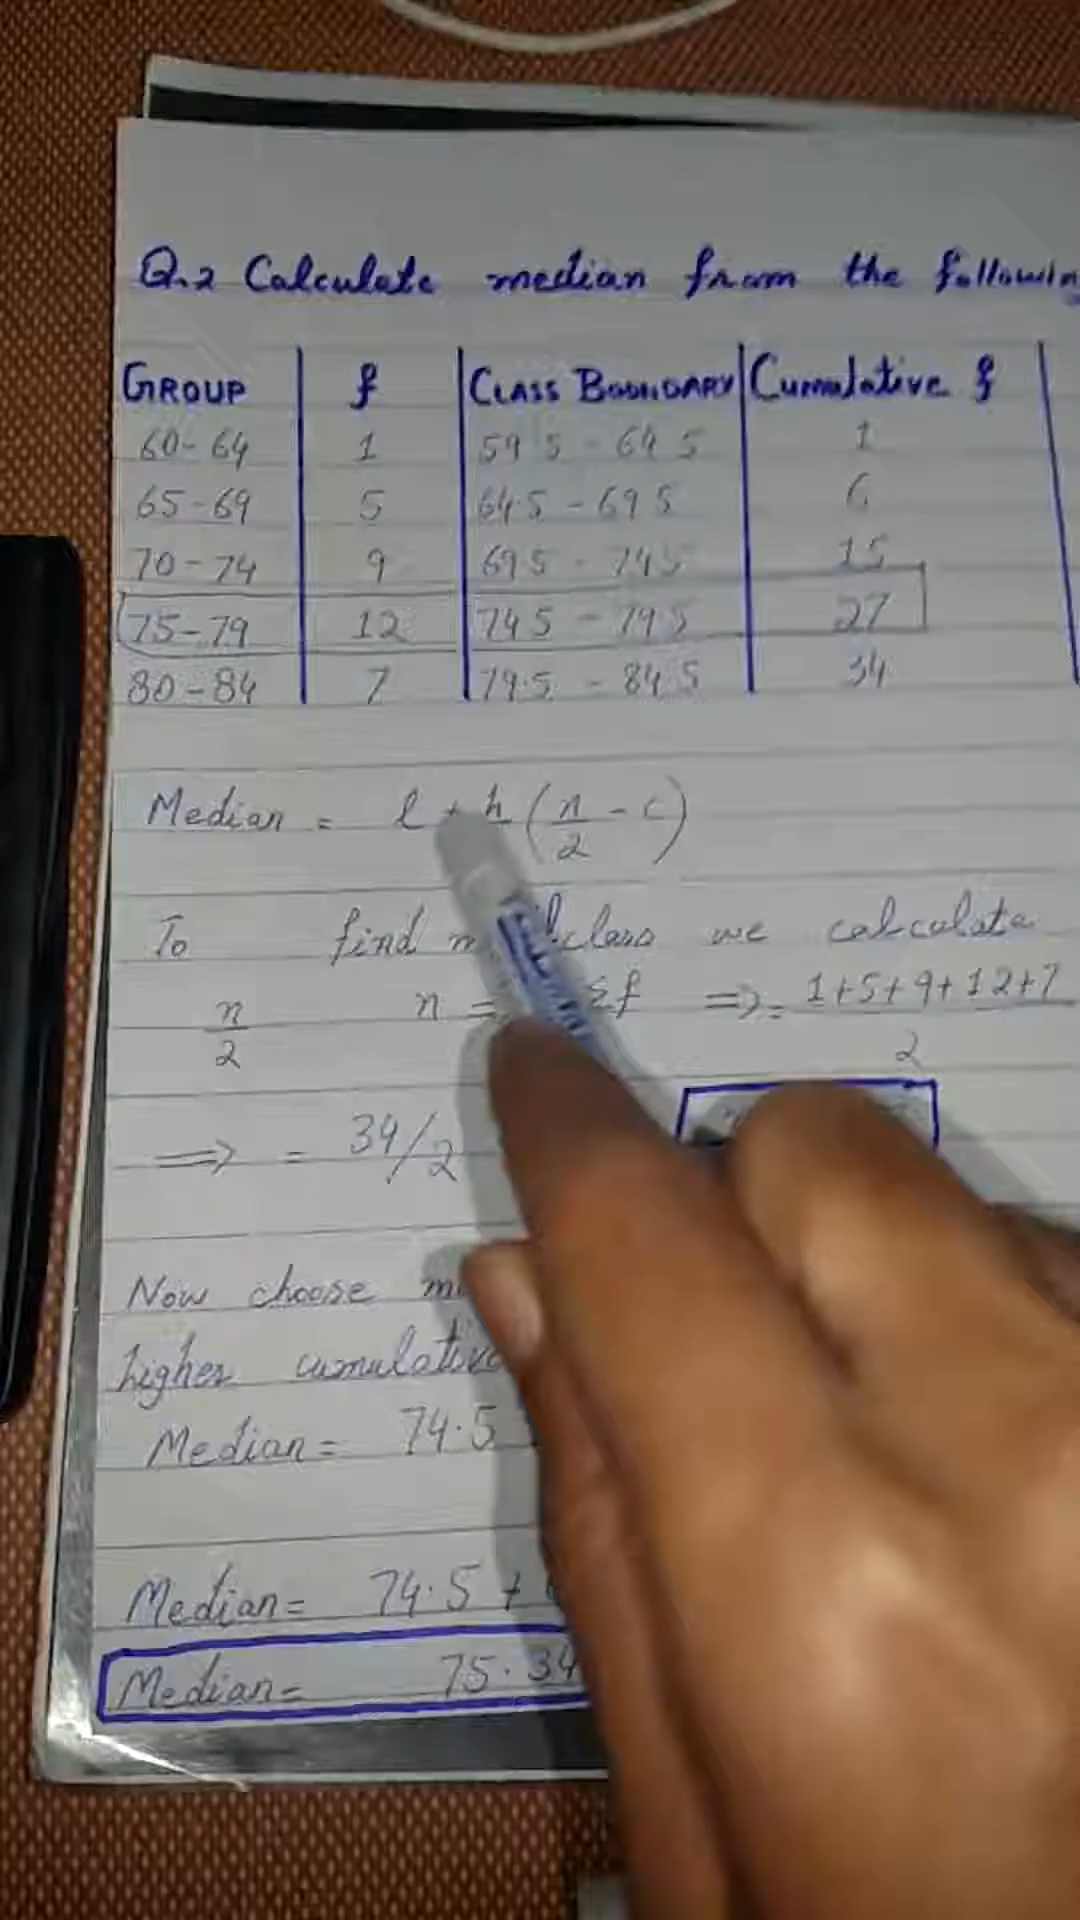 Q.2 Calculate median from the followin
GROUP f CLASS BOUNDARY Cumulative f
60-64 1 59 5 - 64 5 1
65-69 5 64.5 - 69 5 6
70-74 9 69 5 - 74 5 15
75-79 12 74 5 - 79 5 27
80-84 7 79.5 - 84 5 34
Median = l + h ( n/2 - c )
To find class we calculate
n/2 n = Σf => = 1+5+9+12+7 / 2
=> = 34/2
Now choose
higher cumulative
Median = 74.5
Median = 74.5 +
Median = 75.34